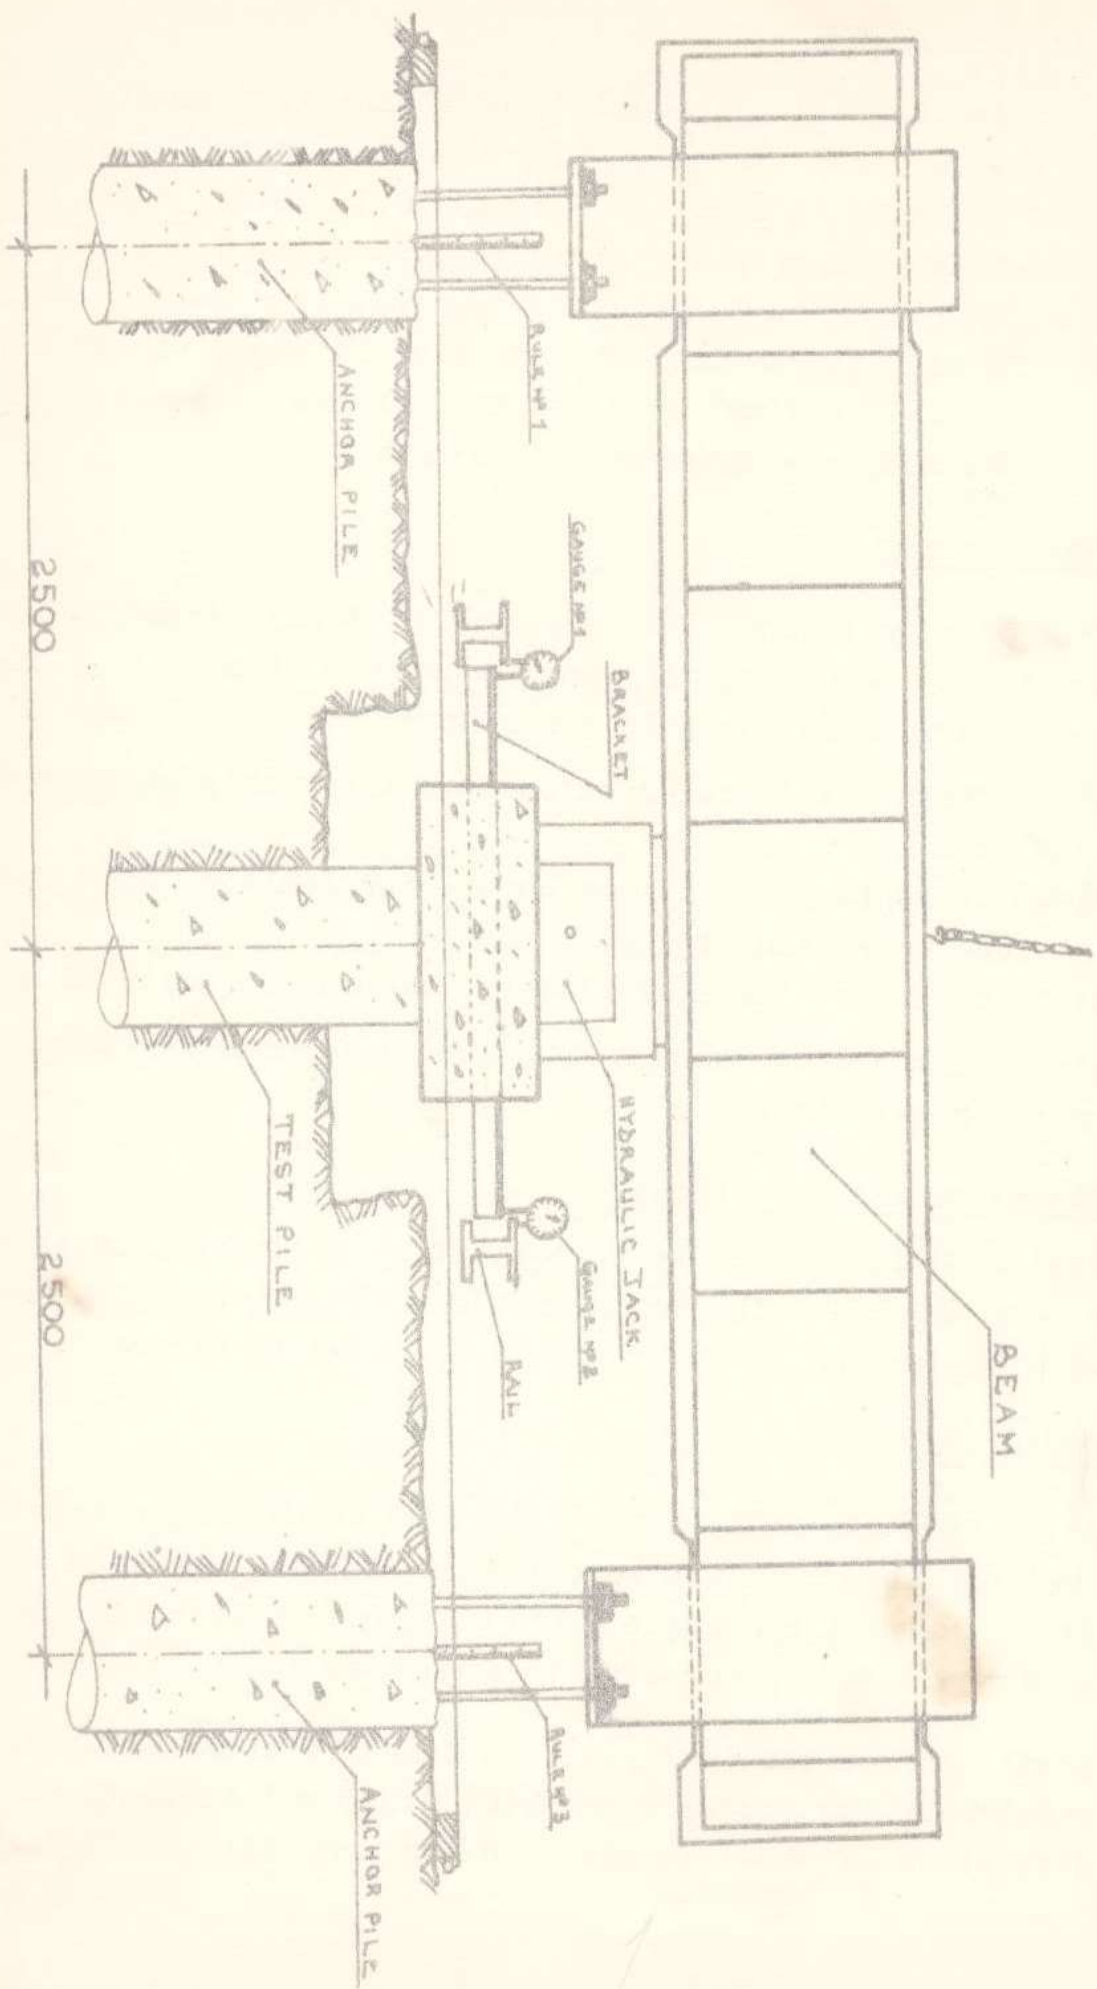 BEAM
HYDRAULIC JACK
BRACKET
GAUGE Nº1
GAUGE Nº2
RULE Nº1
RULE Nº3
RAIL
ANCHOR PILE
TEST PILE
ANCHOR PILE
2500
2500